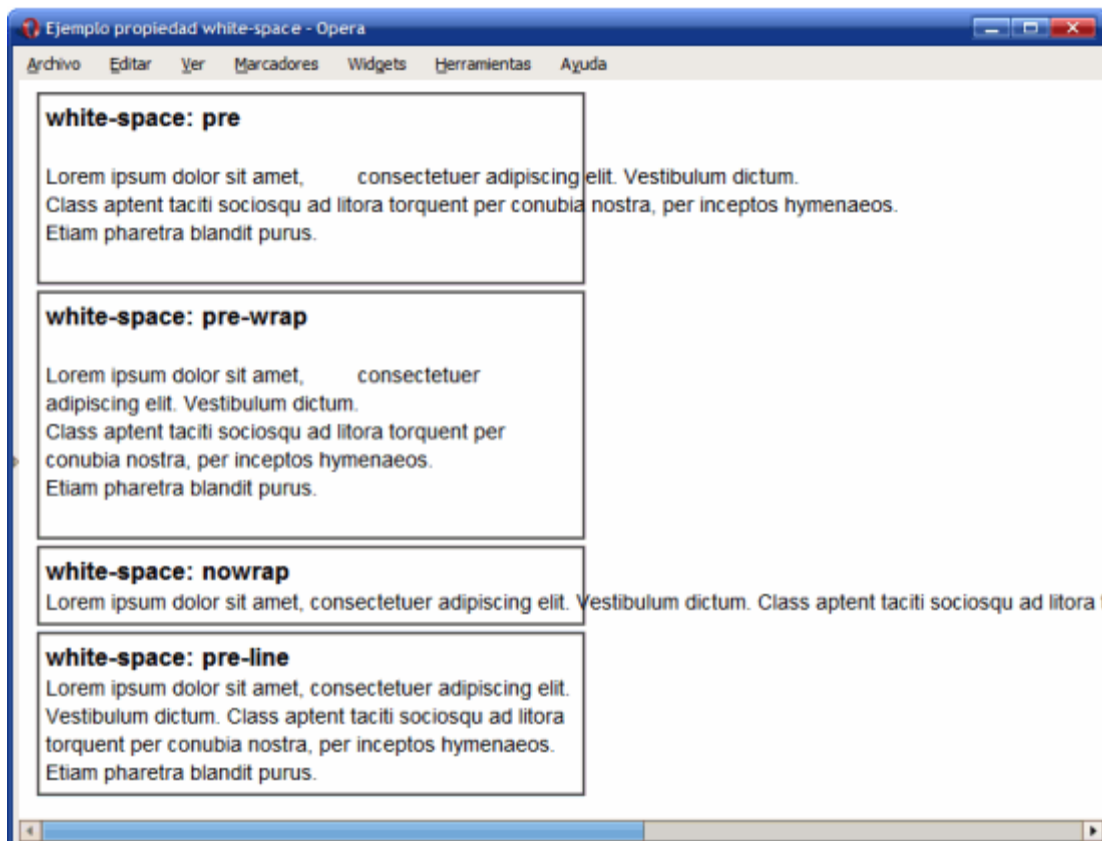 Ejemplo propiedad white-space - Opera
Archivo Editar Ver Marcadores Widgets Herramientas Ayuda
white-space: pre
Lorem ipsum dolor sit amet,         consectetuer adipiscing elit. Vestibulum dictum.
Class aptent taciti sociosqu ad litora torquent per conubia nostra, per inceptos hymenaeos.
Etiam pharetra blandit purus.
white-space: pre-wrap
Lorem ipsum dolor sit amet,         consectetuer
adipiscing elit. Vestibulum dictum.
Class aptent taciti sociosqu ad litora torquent per
conubia nostra, per inceptos hymenaeos.
Etiam pharetra blandit purus.
white-space: nowrap
Lorem ipsum dolor sit amet, consectetuer adipiscing elit. Vestibulum dictum. Class aptent taciti sociosqu ad litora
white-space: pre-line
Lorem ipsum dolor sit amet, consectetuer adipiscing elit.
Vestibulum dictum. Class aptent taciti sociosqu ad litora
torquent per conubia nostra, per inceptos hymenaeos.
Etiam pharetra blandit purus.